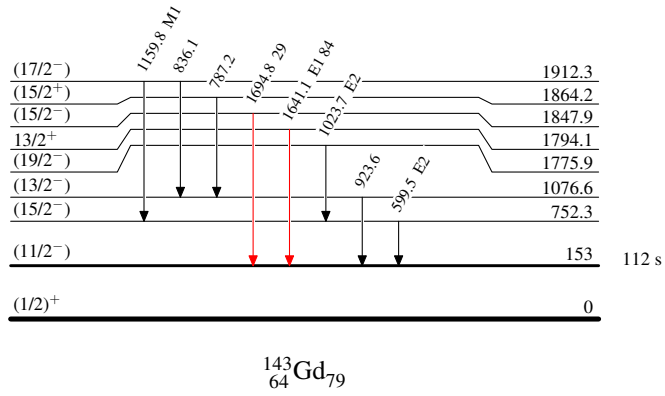 1159.8 M1
836.1
787.2
1694.8 29
1641.1 E1 84
1023.7 E2
923.6
599.5 E2
(17/2⁻) 1912.3
(15/2⁺) 1864.2
(15/2⁻) 1847.9
13/2⁺ 1794.1
(19/2⁻) 1775.9
(13/2⁻) 1076.6
(15/2⁻) 752.3
(11/2⁻) 153 112 s
(1/2)⁺ 0
¹⁴³₆₄Gd₇₉